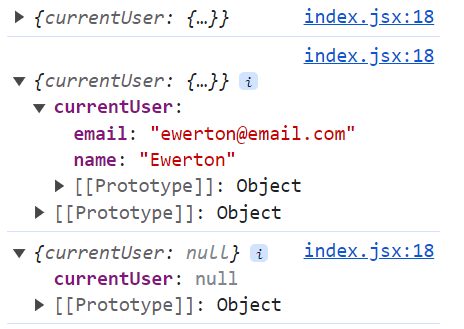 ▶ {currentUser: {…}} index.jsx:18
index.jsx:18
▼ {currentUser: {…}} i
▼ currentUser:
email: "ewerton@email.com"
name: "Ewerton"
▶ [[Prototype]]: Object
▶ [[Prototype]]: Object
▼ {currentUser: null} i index.jsx:18
currentUser: null
▶ [[Prototype]]: Object